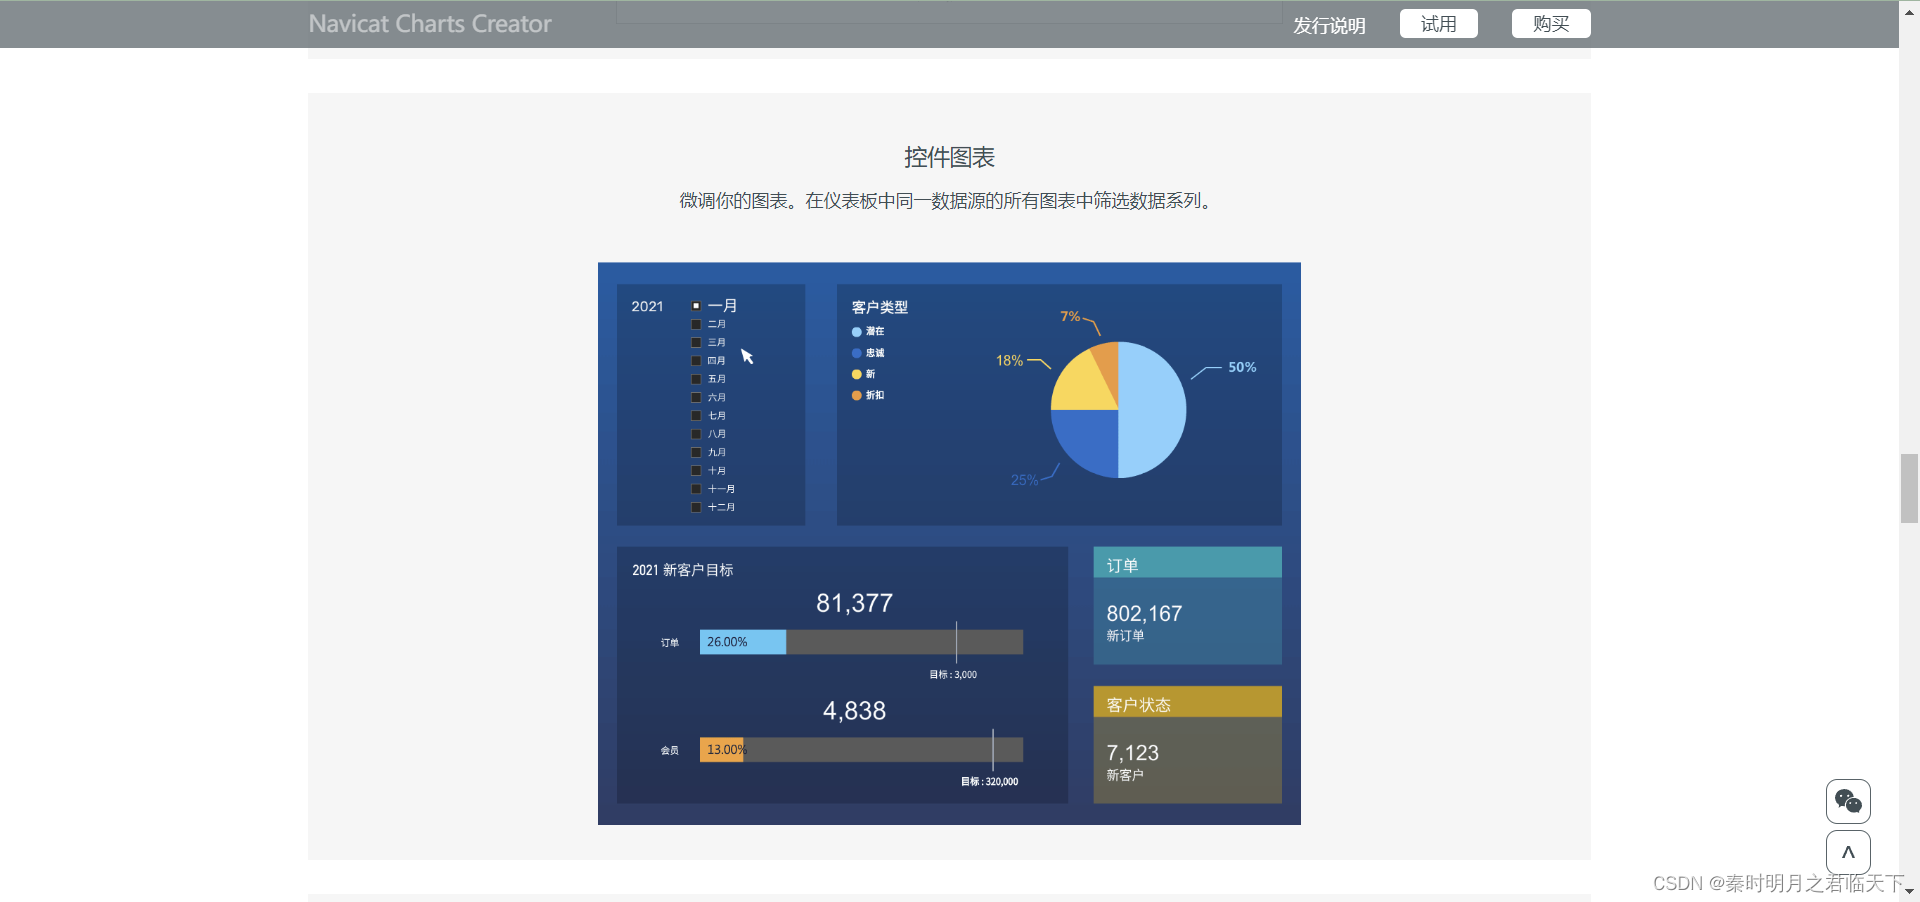 Navicat Charts Creator
发行说明
试用
购买
控件图表
微调你的图表。在仪表板中同一数据源的所有图表中筛选数据系列。
2021
一月
二月
三月
四月
五月
六月
七月
八月
九月
十月
十一月
十二月
客户类型
潜在
忠诚
新
折扣
7%
18%
50%
25%
2021 新客户目标
81,377
订单
26.00%
目标 : 3,000
4,838
会员
13.00%
目标 : 320,000
订单
802,167
新订单
客户状态
7,123
新客户
CSDN @秦时明月之君临天下